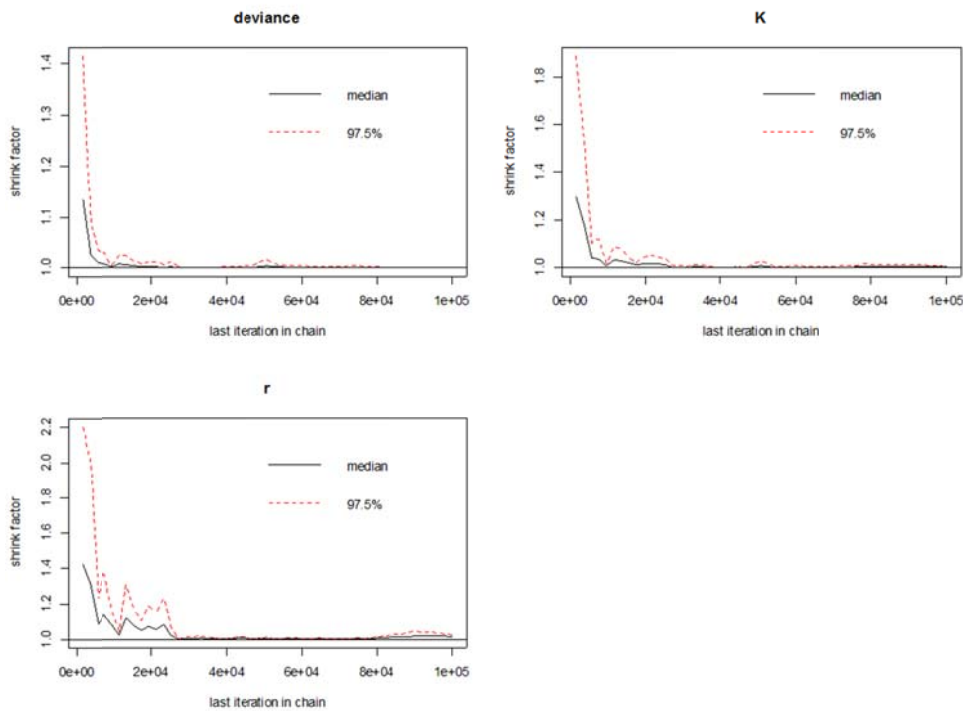 deviance
shrink factor
1.0 1.1 1.2 1.3 1.4
median
97.5%
0e+00 2e+04 4e+04 6e+04 8e+04 1e+05
last iteration in chain
K
shrink factor
1.0 1.2 1.4 1.6 1.8
median
97.5%
0e+00 2e+04 4e+04 6e+04 8e+04 1e+05
last iteration in chain
r
shrink factor
1.0 1.2 1.4 1.6 1.8 2.0 2.2
median
97.5%
0e+00 2e+04 4e+04 6e+04 8e+04 1e+05
last iteration in chain